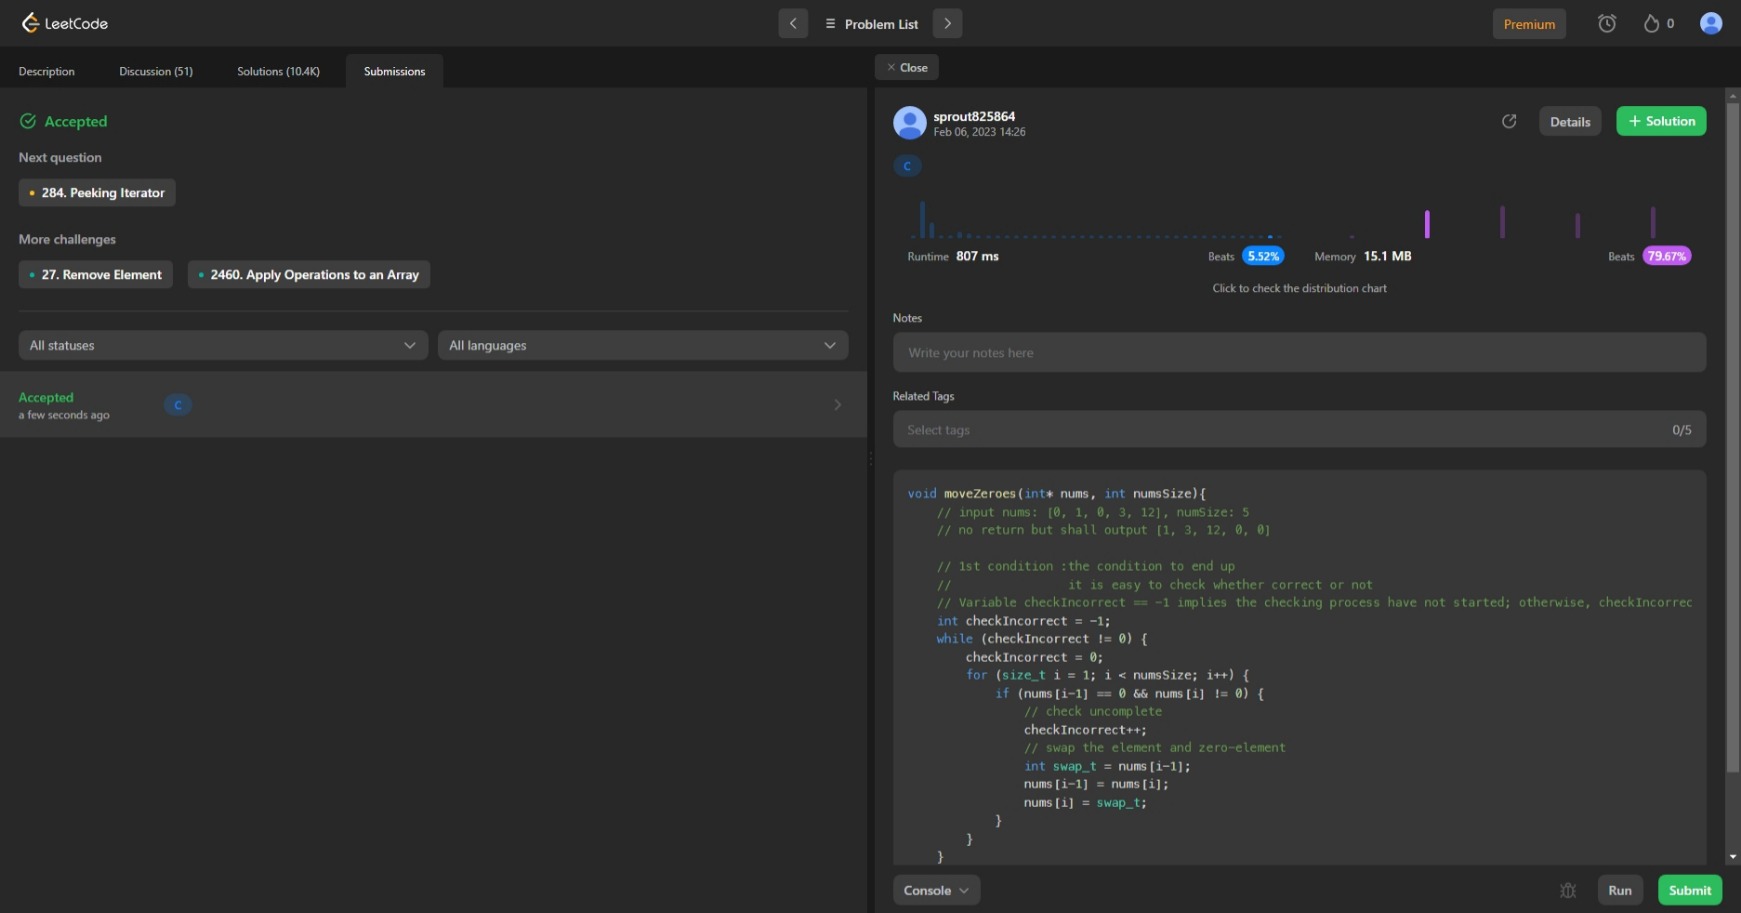 LeetCode
Problem List
Premium
0
Description
Discussion (51)
Solutions (10.4K)
Submissions
Close
Accepted
Next question
284. Peeking Iterator
More challenges
27. Remove Element
2460. Apply Operations to an Array
All statuses
All languages
Accepted
a few seconds ago
C
sprout825864
Feb 06, 2023 14:26
Details
+ Solution
C
Runtime 807 ms
Beats 5.52%
Memory 15.1 MB
Beats 79.67%
Click to check the distribution chart
Notes
Write your notes here
Related Tags
Select tags
0/5
void moveZeroes(int* nums, int numsSize){
    // input nums: [0, 1, 0, 3, 12], numSize: 5
    // no return but shall output [1, 3, 12, 0, 0]
    // 1st condition :the condition to end up
    //                it is easy to check whether correct or not
    // Variable checkIncorrect == -1 implies the checking process have not started; otherwise, checkIncorrec
    int checkIncorrect = -1;
    while (checkIncorrect != 0) {
        checkIncorrect = 0;
        for (size_t i = 1; i < numsSize; i++) {
            if (nums[i-1] == 0 && nums[i] != 0) {
                // check uncomplete
                checkIncorrect++;
                // swap the element and zero-element
                int swap_t = nums[i-1];
                nums[i-1] = nums[i];
                nums[i] = swap_t;
            }
        }
    }
Console
Run
Submit